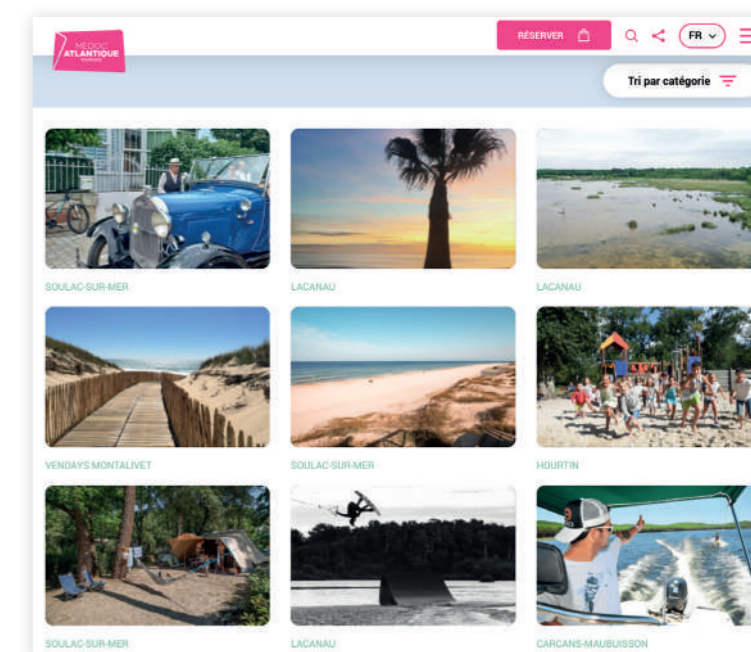 MÉDOC
ATLANTIQUE
RÉSERVER
FR
Tri par catégorie
SOULAC-SUR-MER
LACANAU
LACANAU
VENDAYS MONTALIVET
SOULAC-SUR-MER
HOURTIN
SOULAC-SUR-MER
LACANAU
CARCANS-MAUBUISSON